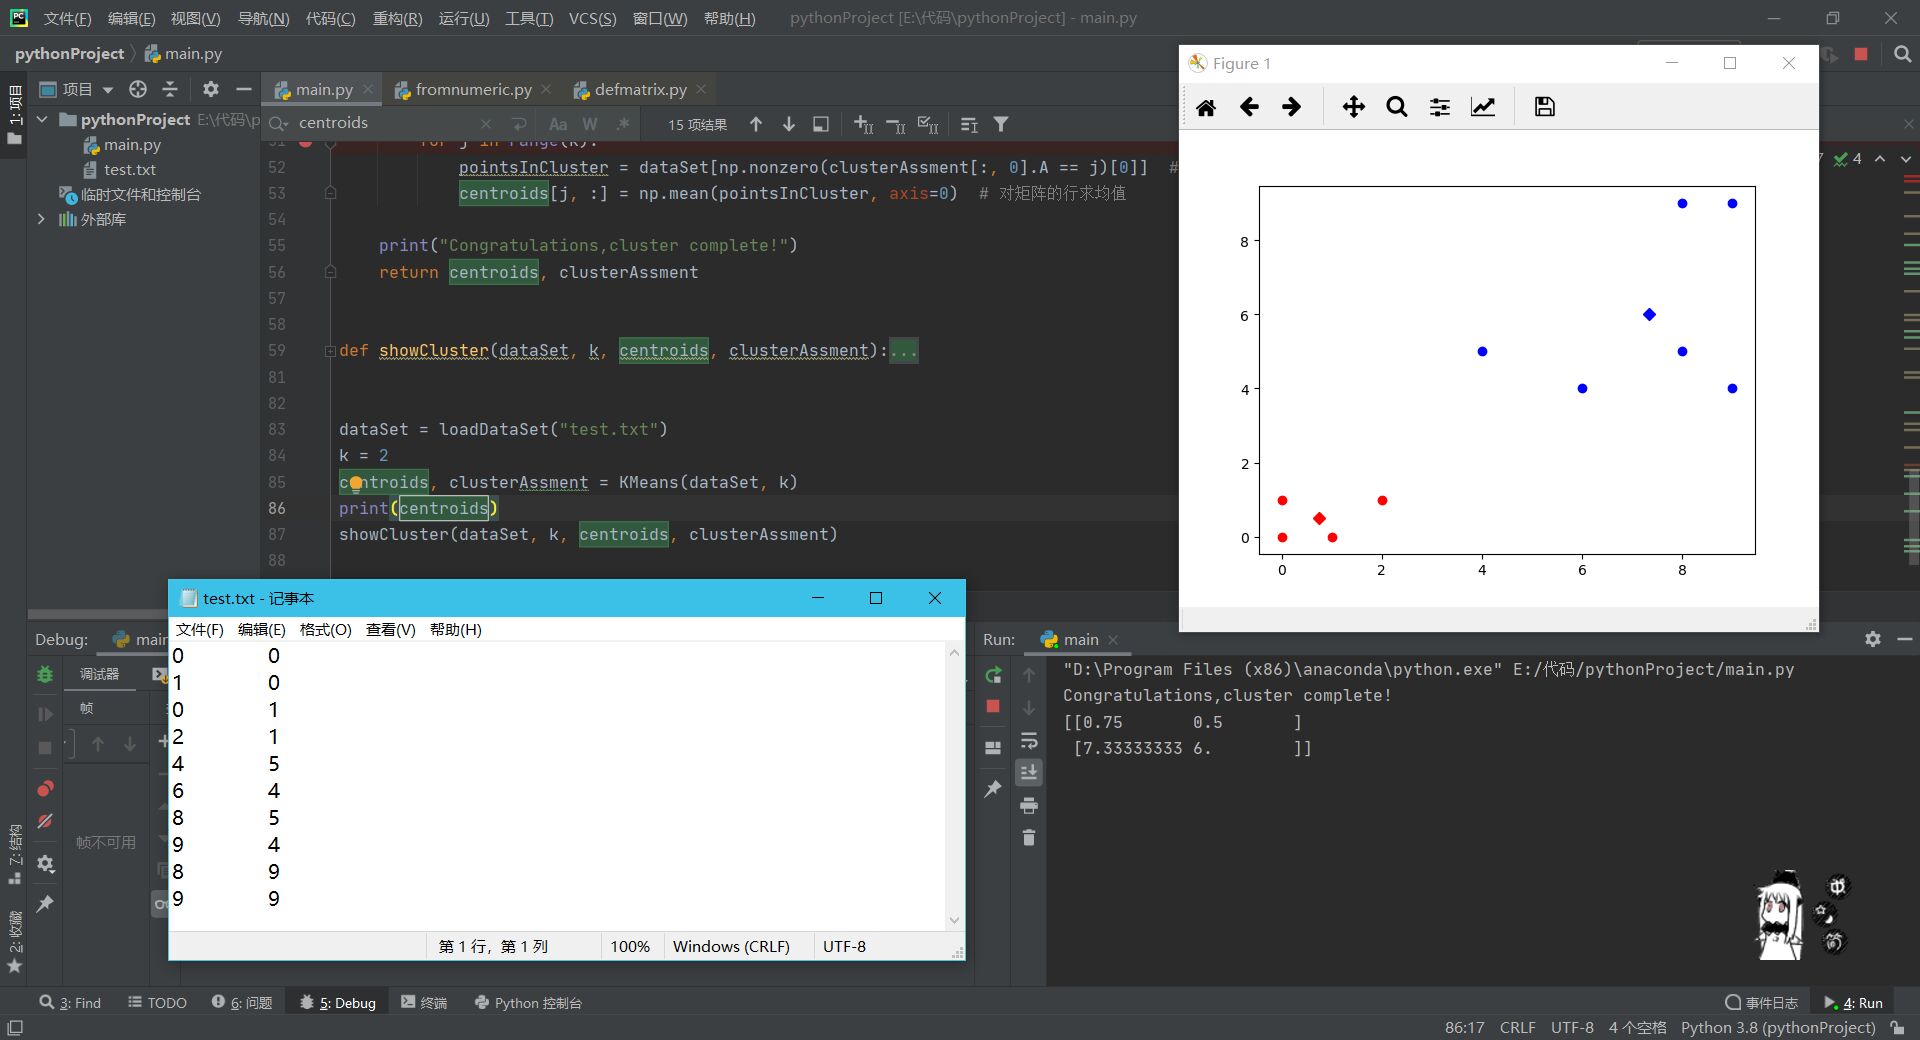 文件(F) 编辑(E) 视图(V) 导航(N) 代码(C) 重构(R) 运行(U) 工具(T) VCS(S) 窗口(W) 帮助(H) pythonProject [E:\代码\pythonProject] - main.py
pythonProject main.py
项目
main.py fromnumeric.py defmatrix.py
1: 项目
pythonProject E:\代码\p
main.py
test.txt
临时文件和控制台
外部库
centroids Aa W .* 15 项结果
4
51 for j in range(k):
52 pointsInCluster = dataSet[np.nonzero(clusterAssment[:, 0].A == j)[0]] #
53 centroids[j, :] = np.mean(pointsInCluster, axis=0) # 对矩阵的行求均值
54
55 print("Congratulations,cluster complete!")
56 return centroids, clusterAssment
57
58
59 def showCluster(dataSet, k, centroids, clusterAssment):...
81
82
83 dataSet = loadDataSet("test.txt")
84 k = 2
85 centroids, clusterAssment = KMeans(dataSet, k)
86 print(centroids)
87 showCluster(dataSet, k, centroids, clusterAssment)
88
Figure 1
8
6
4
2
0
0 2 4 6 8
test.txt - 记事本
文件(F) 编辑(E) 格式(O) 查看(V) 帮助(H)
0 0
1 0
0 1
2 1
4 5
6 4
8 5
9 4
8 9
9 9
第 1 行，第 1 列 100% Windows (CRLF) UTF-8
Debug: main
调试器
帧
帧不可用
7: 结构
2: 收藏
Run: main
"D:\Program Files (x86)\anaconda\python.exe" E:/代码/pythonProject/main.py
Congratulations,cluster complete!
[[0.75       0.5       ]
 [7.33333333 6.        ]]
中
3: Find TODO 6: 问题 5: Debug 终端 Python 控制台 事件日志 4: Run
86:17 CRLF UTF-8 4 个空格 Python 3.8 (pythonProject)